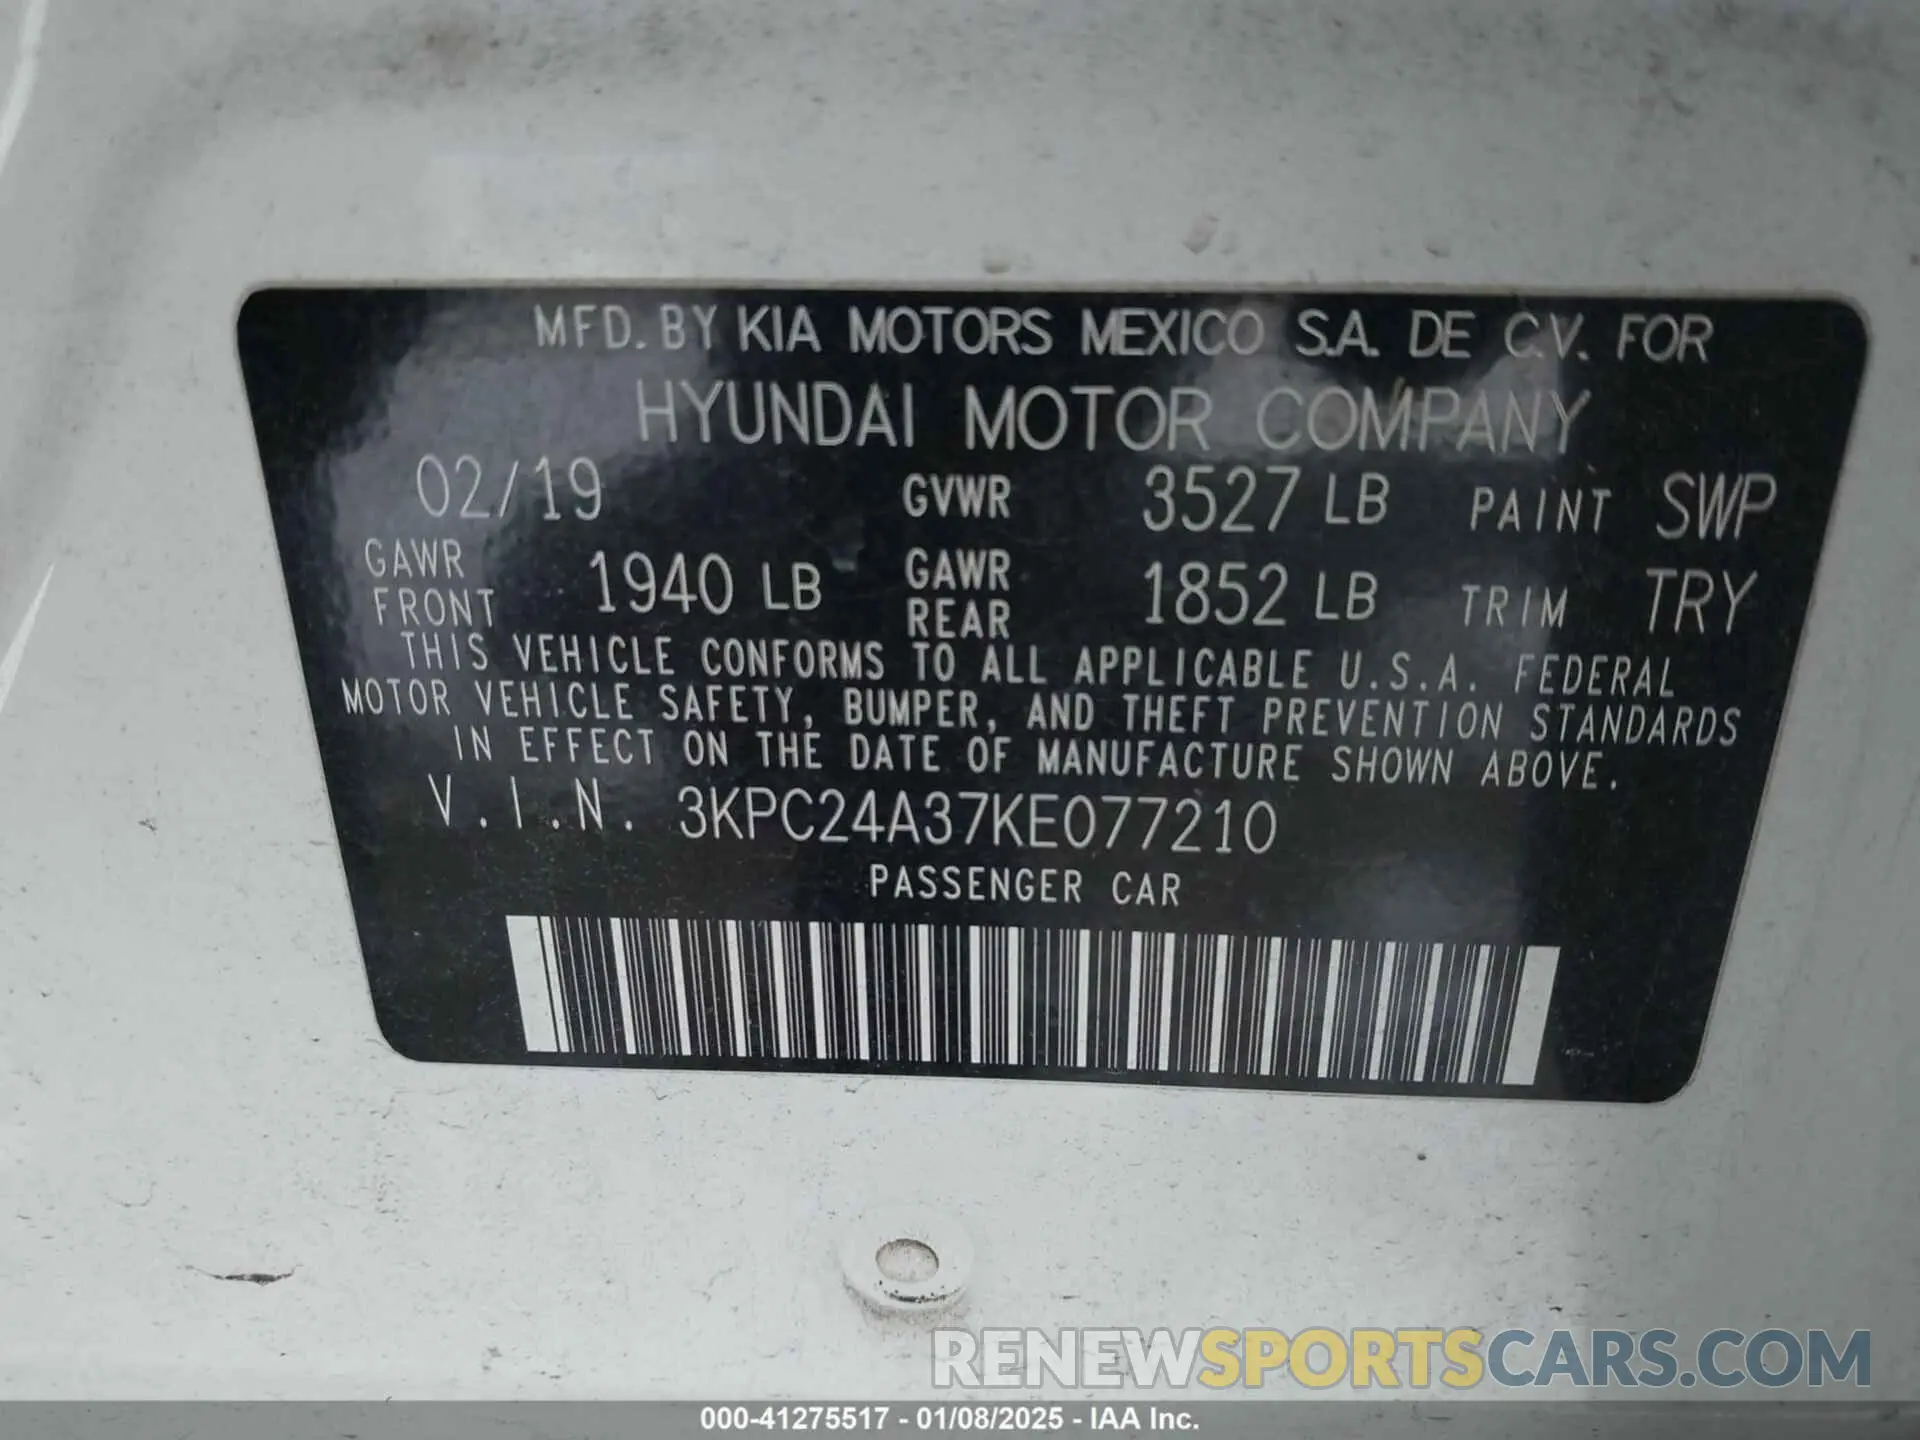 MFD. BY KIA MOTORS MEXICO S.A. DE C.V. FOR
HYUNDAI MOTOR COMPANY
02/19 GVWR 3527 LB PAINT SWP
GAWR FRONT 1940 LB GAWR REAR 1852 LB TRIM TRY
THIS VEHICLE CONFORMS TO ALL APPLICABLE U.S.A. FEDERAL
MOTOR VEHICLE SAFETY, BUMPER, AND THEFT PREVENTION STANDARDS
IN EFFECT ON THE DATE OF MANUFACTURE SHOWN ABOVE.
V.I.N. 3KPC24A37KE077210
PASSENGER CAR
RENEWSPORTSCARS.COM
000-41275517 - 01/08/2025 - IAA Inc.